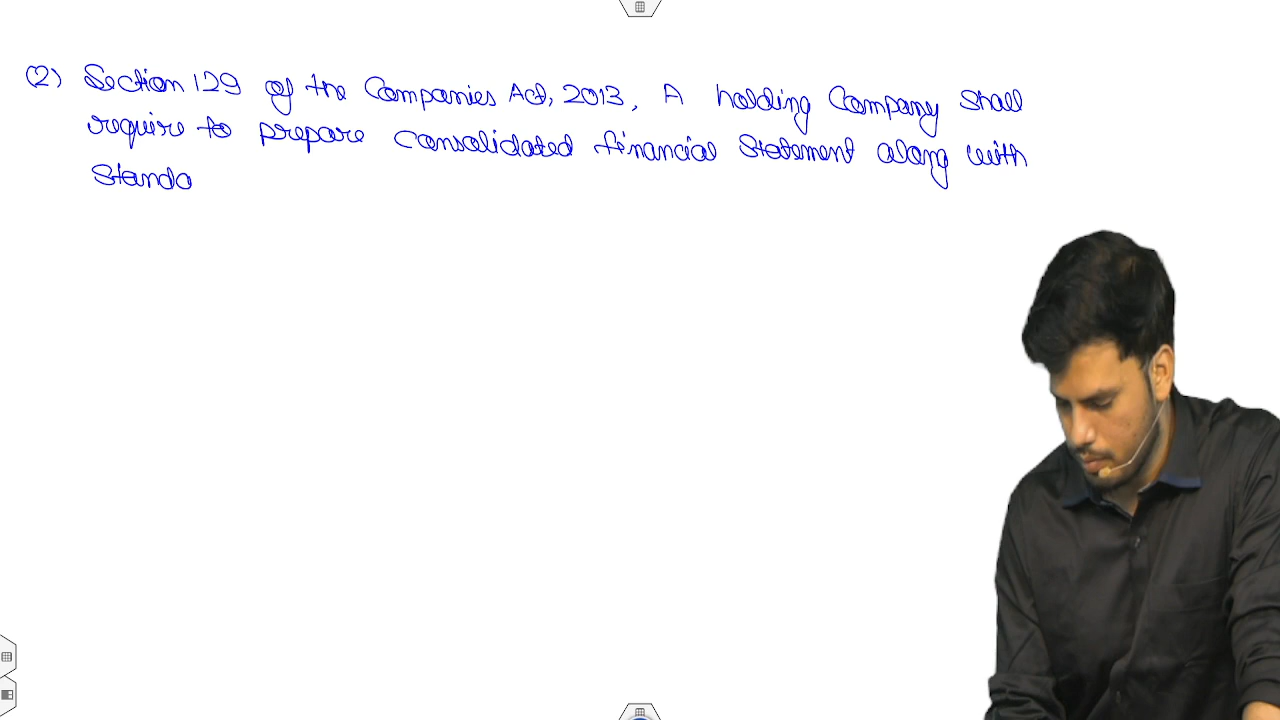 (2) Section 129 of the Companies Act, 2013, A holding Company shall
require to prepare Consolidated financial Statement along with
Standa